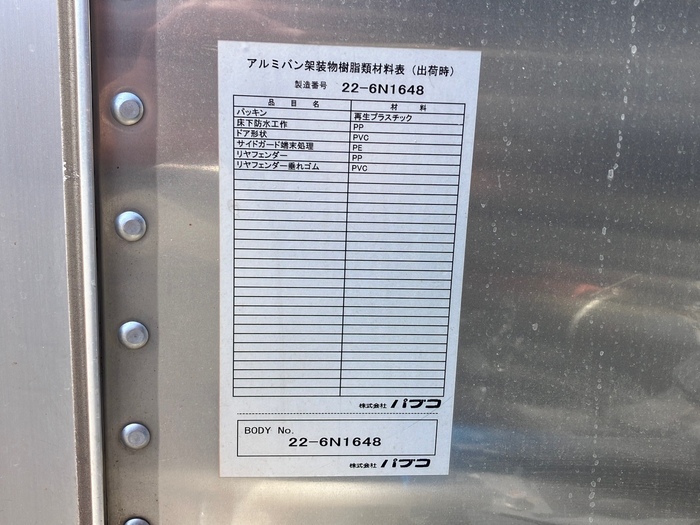 アルミバン架装物樹脂類材料表（出荷時）
製造番号 22-6N1648
品目名 材料
パッキン 再生プラスチック
床下防水工作 PP
ドア形状 PVC
サイドガード端末処理 PE
リヤフェンダー PP
リヤフェンダー垂れゴム PVC
株式会社 パブコ
BODY No.
22-6N1648
株式会社 パブコ